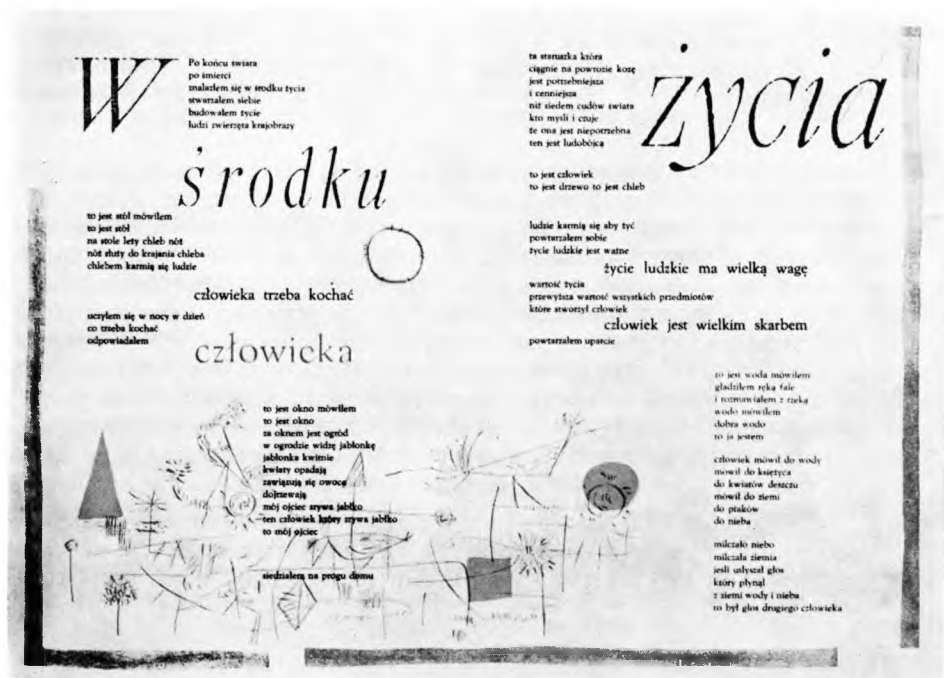 W
Po końcu świata
po śmierci
znalazłem się w środku życia
stwarzałem siebie
budowałem życie
ludzi zwierzęta krajobrazy
środku
to jest stół mówiłem
to jest stół
na stole leży chleb nóż
nóż służy do krajania chleba
chlebem karmią się ludzie
człowieka trzeba kochać
uczyłem się w nocy w dzień
co trzeba kochać
odpowiadałem
człowieka
to jest okno mówiłem
to jest okno
za oknem jest ogród
w ogrodzie widzę jabłonkę
jabłonka kwitnie
kwiaty opadają
zawiązują się owoce
dojrzewają
mój ojciec zrywa jabłko
ten człowiek który zrywa jabłko
to mój ojciec
siedziałem na progu domu
życia
ta staruszka która
ciągnie na powrozie kozę
jest potrzebniejsza
i cenniejsza
niż siedem cudów świata
kto myśli i czuje
że ona jest niepotrzebna
ten jest ludobójcą
to jest człowiek
to jest drzewo to jest chleb
ludzie karmią się aby żyć
powtarzałem sobie
życie ludzkie jest ważne
życie ludzkie ma wielką wagę
wartość życia
przewyższa wartość wszystkich przedmiotów
które stworzył człowiek
człowiek jest wielkim skarbem
powtarzałem uparcie
to jest woda mówiłem
gładziłem ręką fale
i rozmawiałem z rzeką
wodo mówiłem
dobra wodo
to ja jestem
człowiek mówił do wody
mówił do księżyca
do kwiatów deszczu
mówił do ziemi
do ptaków
do nieba
milczało niebo
milczała ziemia
jeśli usłyszał głos
który płynął
z ziemi wody i nieba
to był głos drugiego człowieka